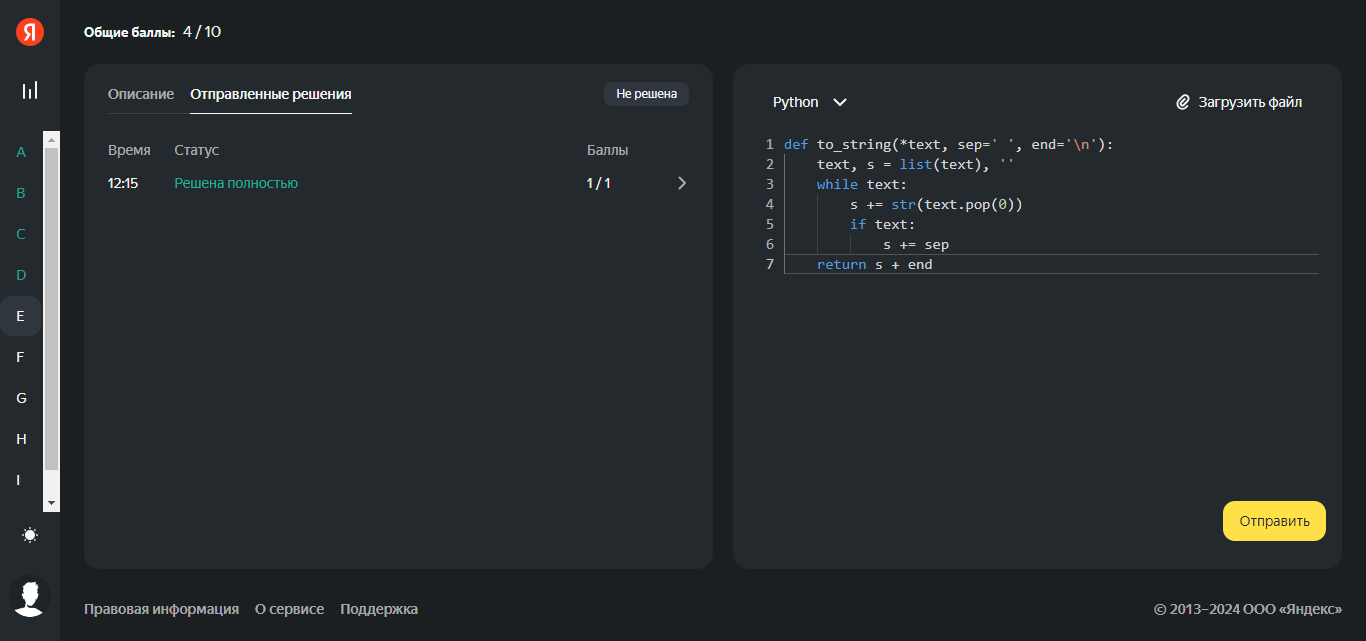 Я
Общие баллы: 4 / 10
A
B
C
D
E
F
G
H
I
Описание Отправленные решения Не решена
Время Статус Баллы
12:15 Решена полностью 1 / 1
Python Загрузить файл
1 def to_string(*text, sep=' ', end='\n'):
2 text, s = list(text), ''
3 while text:
4 s += str(text.pop(0))
5 if text:
6 s += sep
7 return s + end
Отправить
Правовая информация О сервисе Поддержка © 2013–2024 ООО «Яндекс»